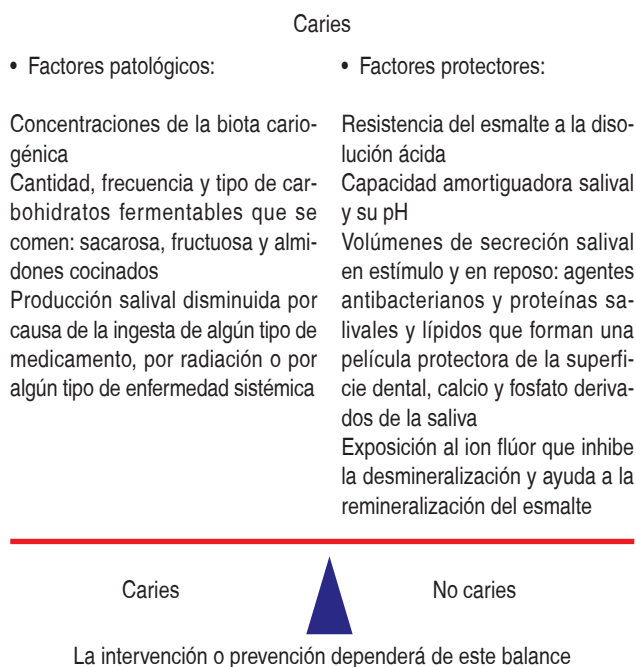 Caries
• Factores patológicos:
Concentraciones de la biota cario-
génica
Cantidad, frecuencia y tipo de car-
bohidratos fermentables que se
comen: sacarosa, fructuosa y almi-
dones cocinados
Producción salival disminuida por
causa de la ingesta de algún tipo de
medicamento, por radiación o por
algún tipo de enfermedad sistémica
• Factores protectores:
Resistencia del esmalte a la diso-
lución ácida
Capacidad amortiguadora salival
y su pH
Volúmenes de secreción salival
en estímulo y en reposo: agentes
antibacterianos y proteínas sa-
livales y lípidos que forman una
película protectora de la superfi-
cie dental, calcio y fosfato deriva-
dos de la saliva
Exposición al ion flúor que inhibe
la desmineralización y ayuda a la
remineralización del esmalte
Caries
No caries
La intervención o prevención dependerá de este balance